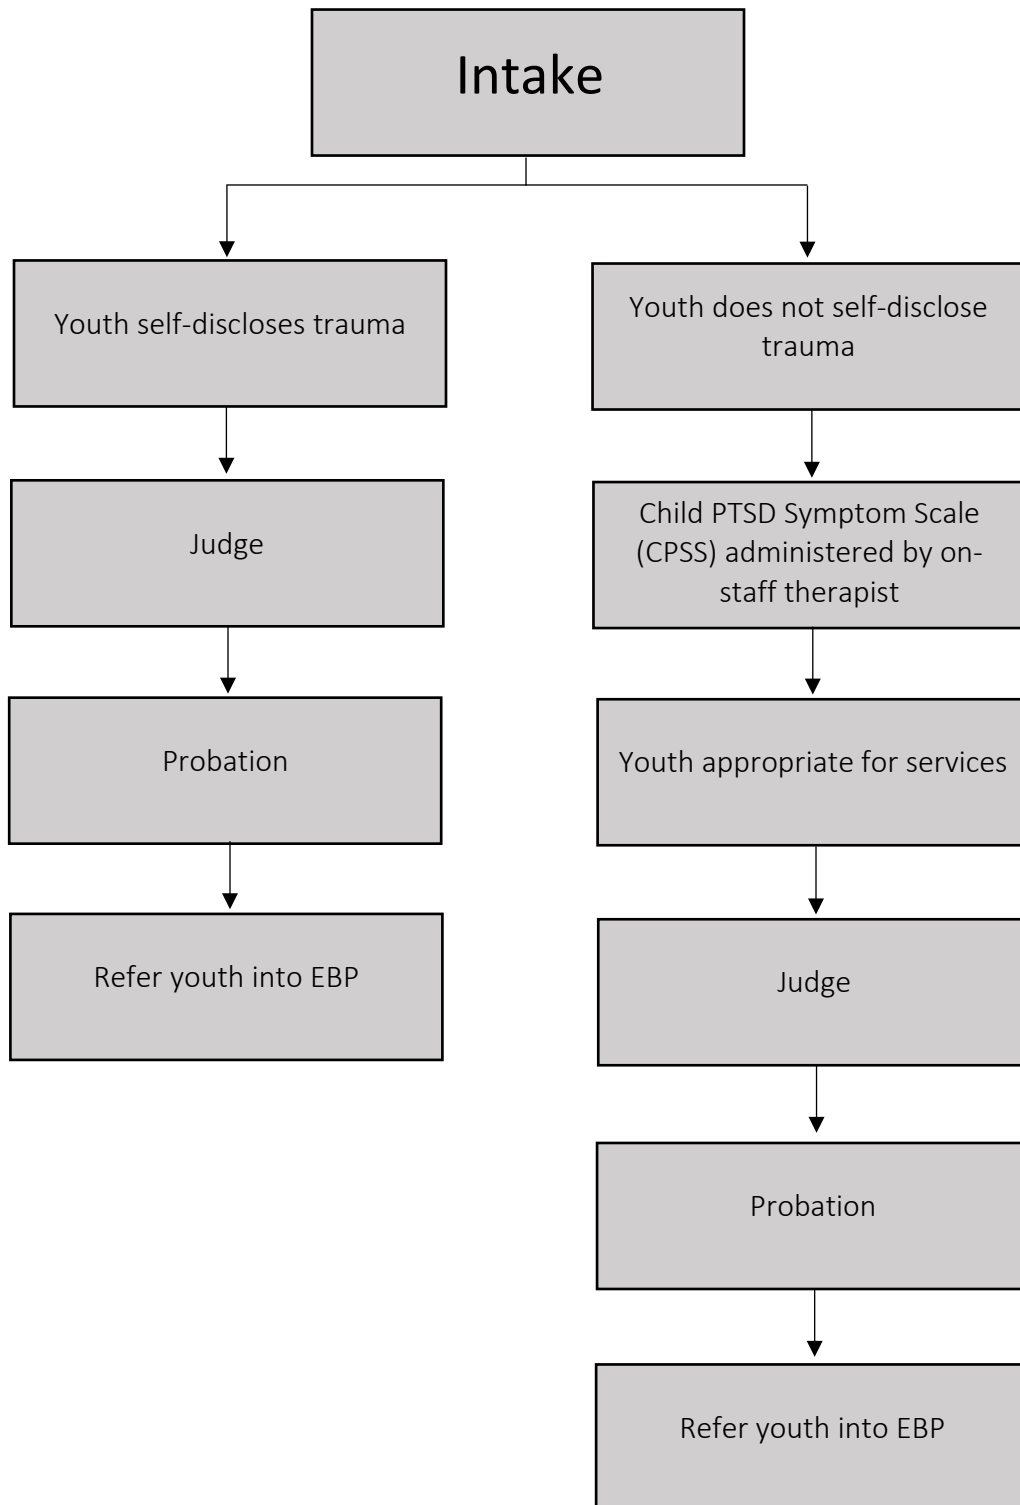 Intake
Youth self-discloses trauma
Judge
Probation
Refer youth into EBP
Youth does not self-disclose
trauma
Child PTSD Symptom Scale
(CPSS) administered by on-
staff therapist
Youth appropriate for services
Judge
Probation
Refer youth into EBP